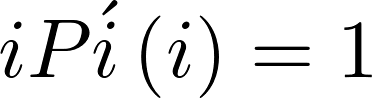 iPí(i) = 1